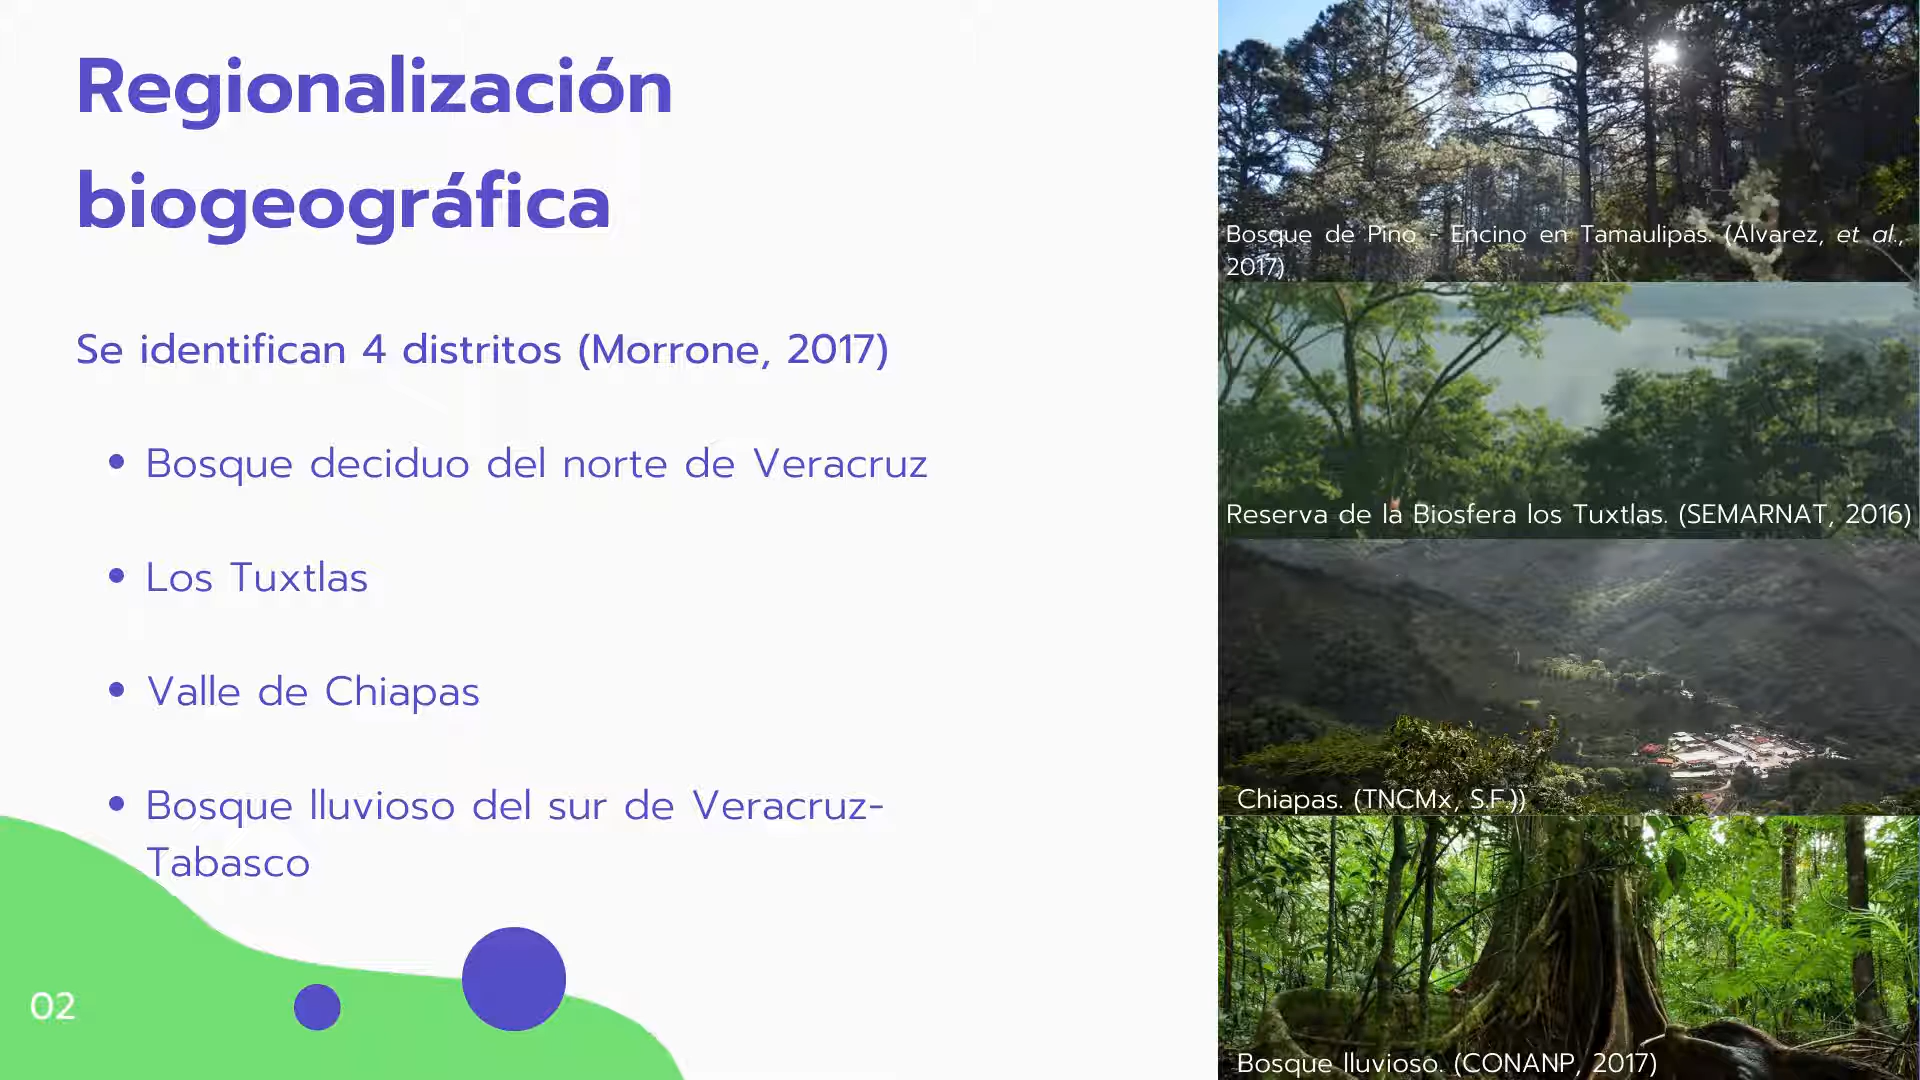 Regionalización
biogeográfica
Se identifican 4 distritos (Morrone, 2017)
• Bosque deciduo del norte de Veracruz
• Los Tuxtlas
• Valle de Chiapas
• Bosque lluvioso del sur de Veracruz-
Tabasco
02
Bosque de Pino - Encino en Tamaulipas. (Álvarez, et al.,
2017)
Reserva de la Biosfera los Tuxtlas. (SEMARNAT, 2016)
Chiapas. (TNCMx, S.F.))
Bosque lluvioso. (CONANP, 2017)